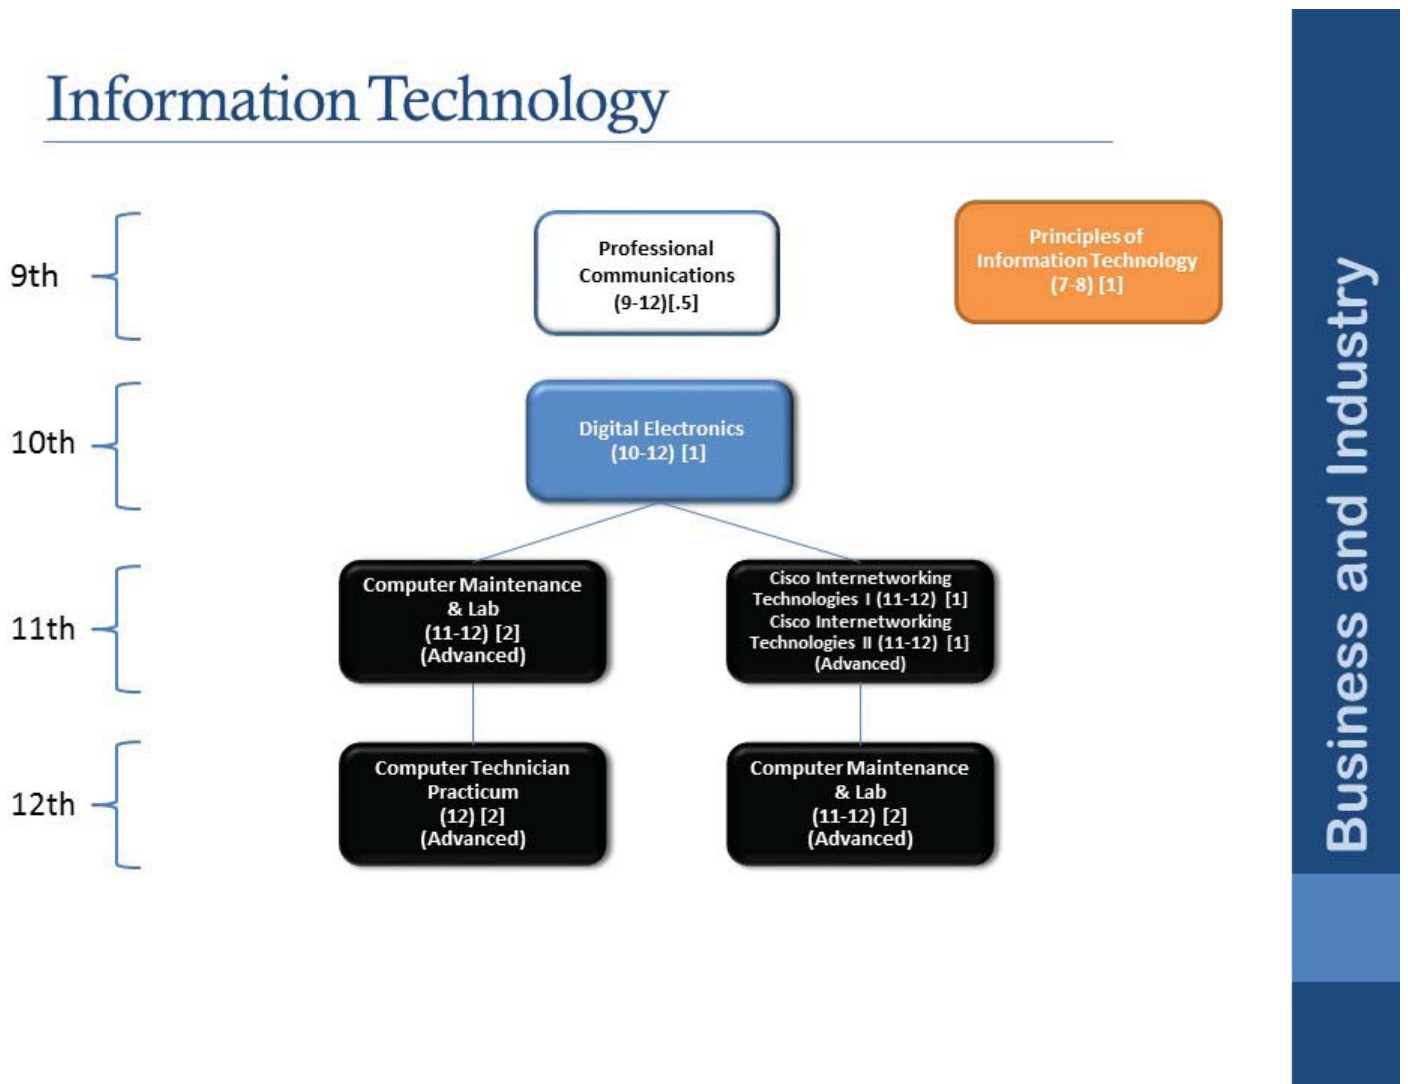 Information Technology
9th
Professional
Communications
(9-12)[.5]
Principles of
Information Technology
(7-8) [1]
10th
Digital Electronics
(10-12) [1]
11th
Computer Maintenance
& Lab
(11-12) [2]
(Advanced)
Cisco Internetworking
Technologies I (11-12) [1]
Cisco Internetworking
Technologies II (11-12) [1]
(Advanced)
12th
Computer Technician
Practicum
(12) [2]
(Advanced)
Computer Maintenance
& Lab
(11-12) [2]
(Advanced)
Business and Industry